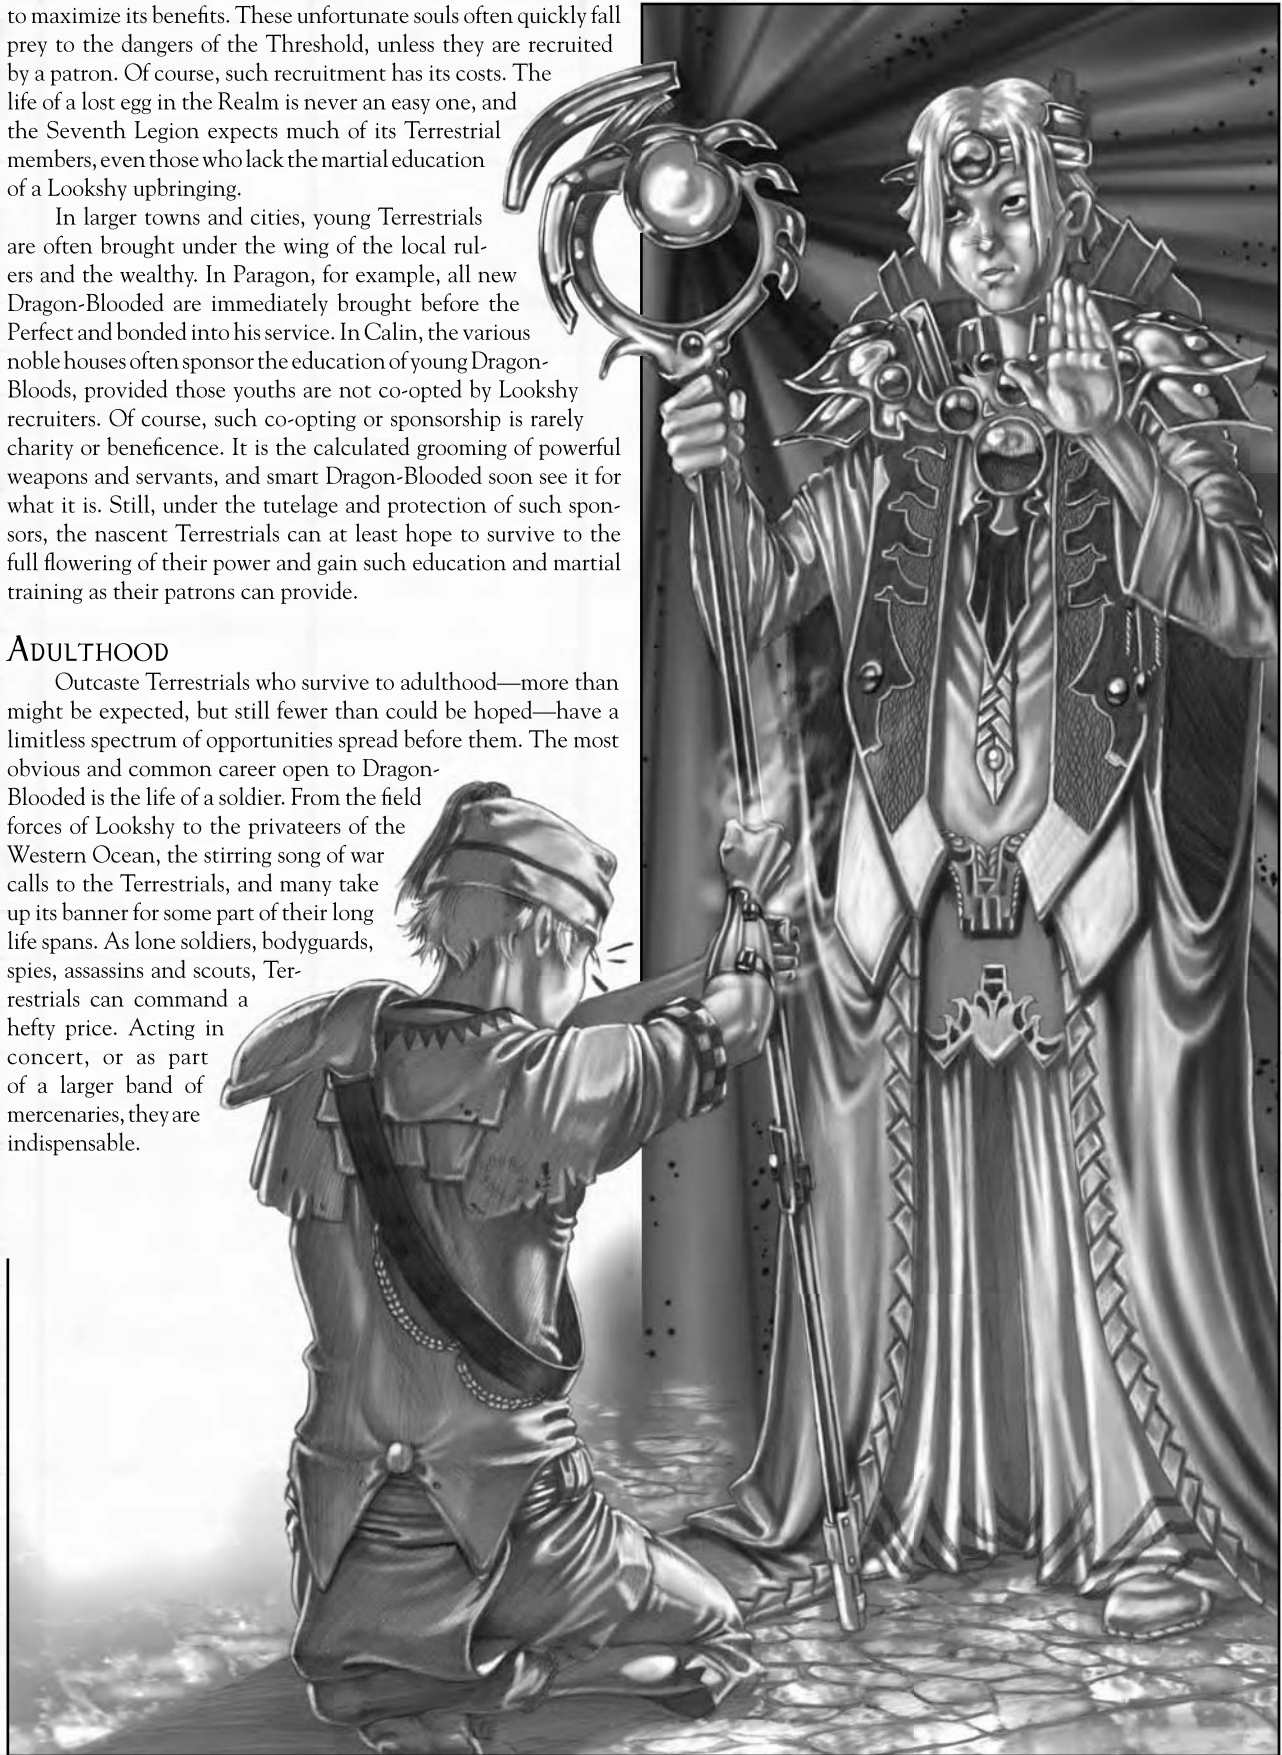 to maximize its benefits. These unfortunate souls often quickly fall
prey to the dangers of the Threshold, unless they are recruited
by a patron. Of course, such recruitment has its costs. The
life of a lost egg in the Realm is never an easy one, and
the Seventh Legion expects much of its Terrestrial
members, even those who lack the martial education
of a Lookshy upbringing.
In larger towns and cities, young Terrestrials
are often brought under the wing of the local rul-
ers and the wealthy. In Paragon, for example, all new
Dragon-Blooded are immediately brought before the
Perfect and bonded into his service. In Calin, the various
noble houses often sponsor the education of young Dragon-
Bloods, provided those youths are not co-opted by Lookshy
recruiters. Of course, such co-opting or sponsorship is rarely
charity or beneficence. It is the calculated grooming of powerful
weapons and servants, and smart Dragon-Blooded soon see it for
what it is. Still, under the tutelage and protection of such spon-
sors, the nascent Terrestrials can at least hope to survive to the
full flowering of their power and gain such education and martial
training as their patrons can provide.
ADULTHOOD
Outcaste Terrestrials who survive to adulthood—more than
might be expected, but still fewer than could be hoped—have a
limitless spectrum of opportunities spread before them. The most
obvious and common career open to Dragon-
Blooded is the life of a soldier. From the field
forces of Lookshy to the privateers of the
Western Ocean, the stirring song of war
calls to the Terrestrials, and many take
up its banner for some part of their long
life spans. As lone soldiers, bodyguards,
spies, assassins and scouts, Ter-
restrials can command a
hefty price. Acting in
concert, or as part
of a larger band of
mercenaries, they are
indispensable.